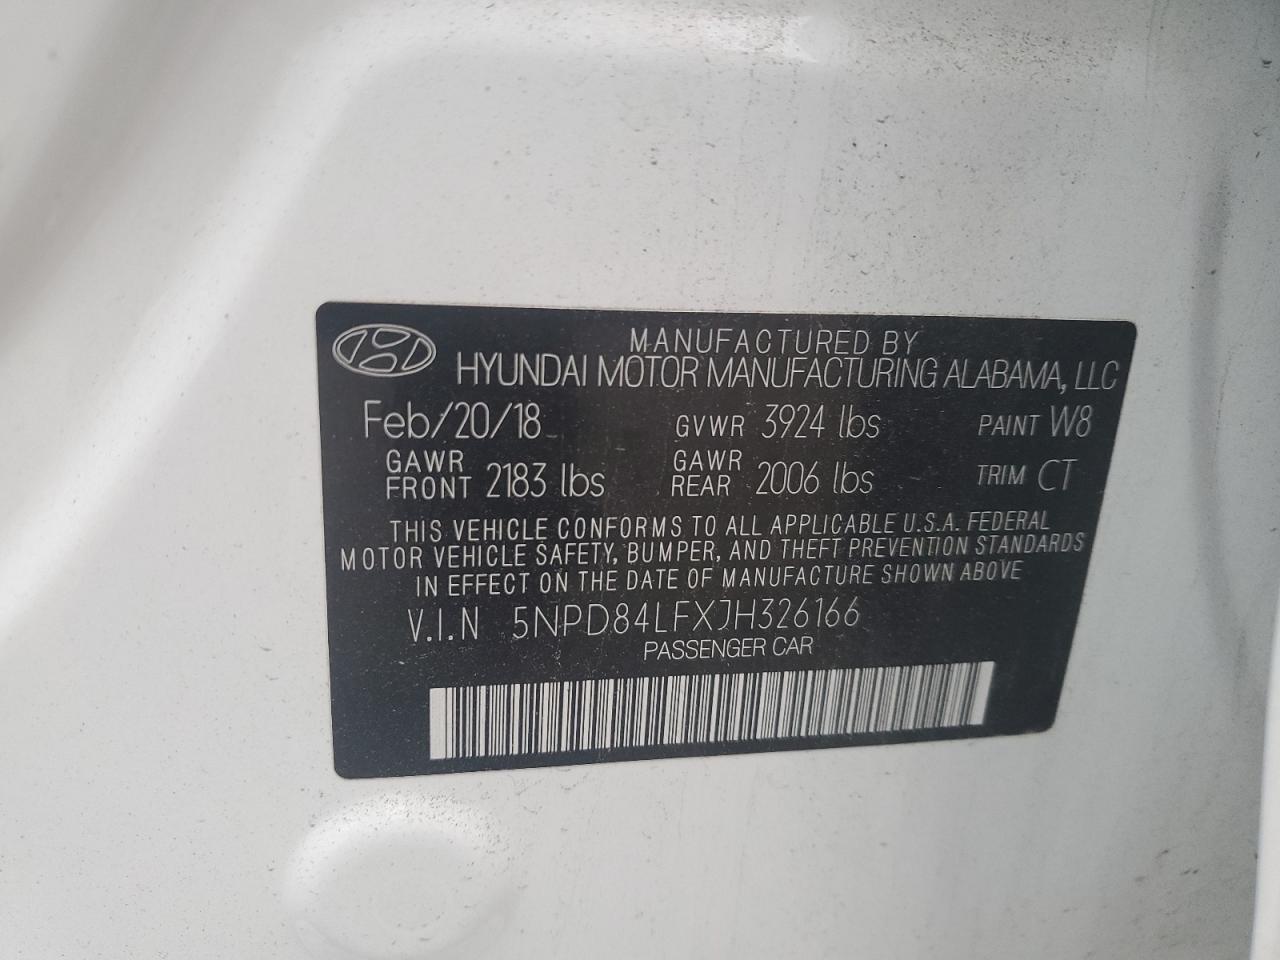 MANUFACTURED BY
HYUNDAI MOTOR MANUFACTURING ALABAMA, LLC
Feb/20/18 GVWR 3924 lbs PAINT W8
GAWR FRONT 2183 lbs GAWR REAR 2006 lbs TRIM CT
THIS VEHICLE CONFORMS TO ALL APPLICABLE U.S.A. FEDERAL
MOTOR VEHICLE SAFETY, BUMPER, AND THEFT PREVENTION STANDARDS
IN EFFECT ON THE DATE OF MANUFACTURE SHOWN ABOVE
V.I.N 5NPD84LFXJH326166
PASSENGER CAR